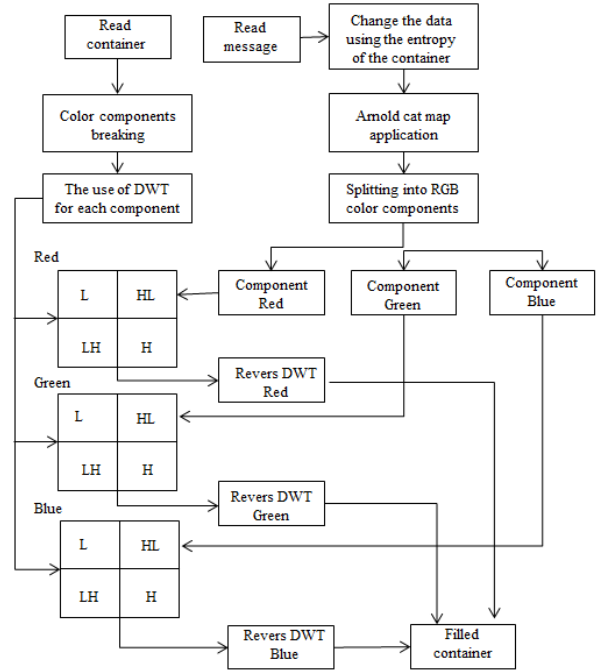 Read
container
Read
message
Change the data
using the entropy
of the container
Color components
breaking
Arnold cat map
application
The use of DWT
for each component
Splitting into RGB
color components
Red
L HL
LH H
Component
Red
Component
Green
Component
Blue
Revers DWT
Red
Green
L HL
LH H
Revers DWT
Green
Blue
L HL
LH H
Revers DWT
Blue
Filled
container